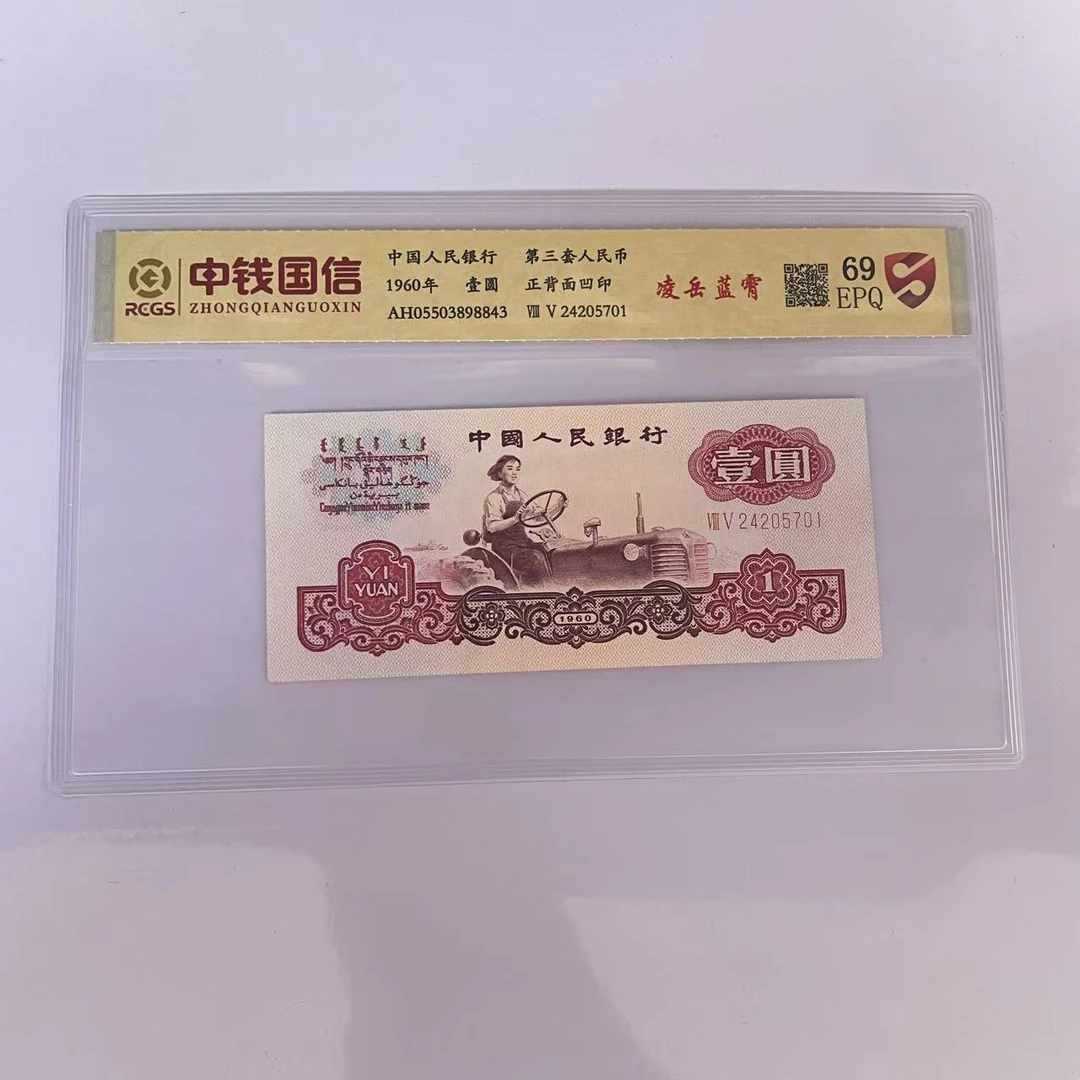 中钱国信
RCGS ZHONGQIANGUOXIN
中国人民银行 第三套人民币
1960年 壹圆 正背面凹印
AH05503898843 Ⅷ V 24205701
凌岳蓝霄
69
EPQ
中國人民銀行
壹圓
Ⅷ V 24205701
YI
YUAN
1960
1